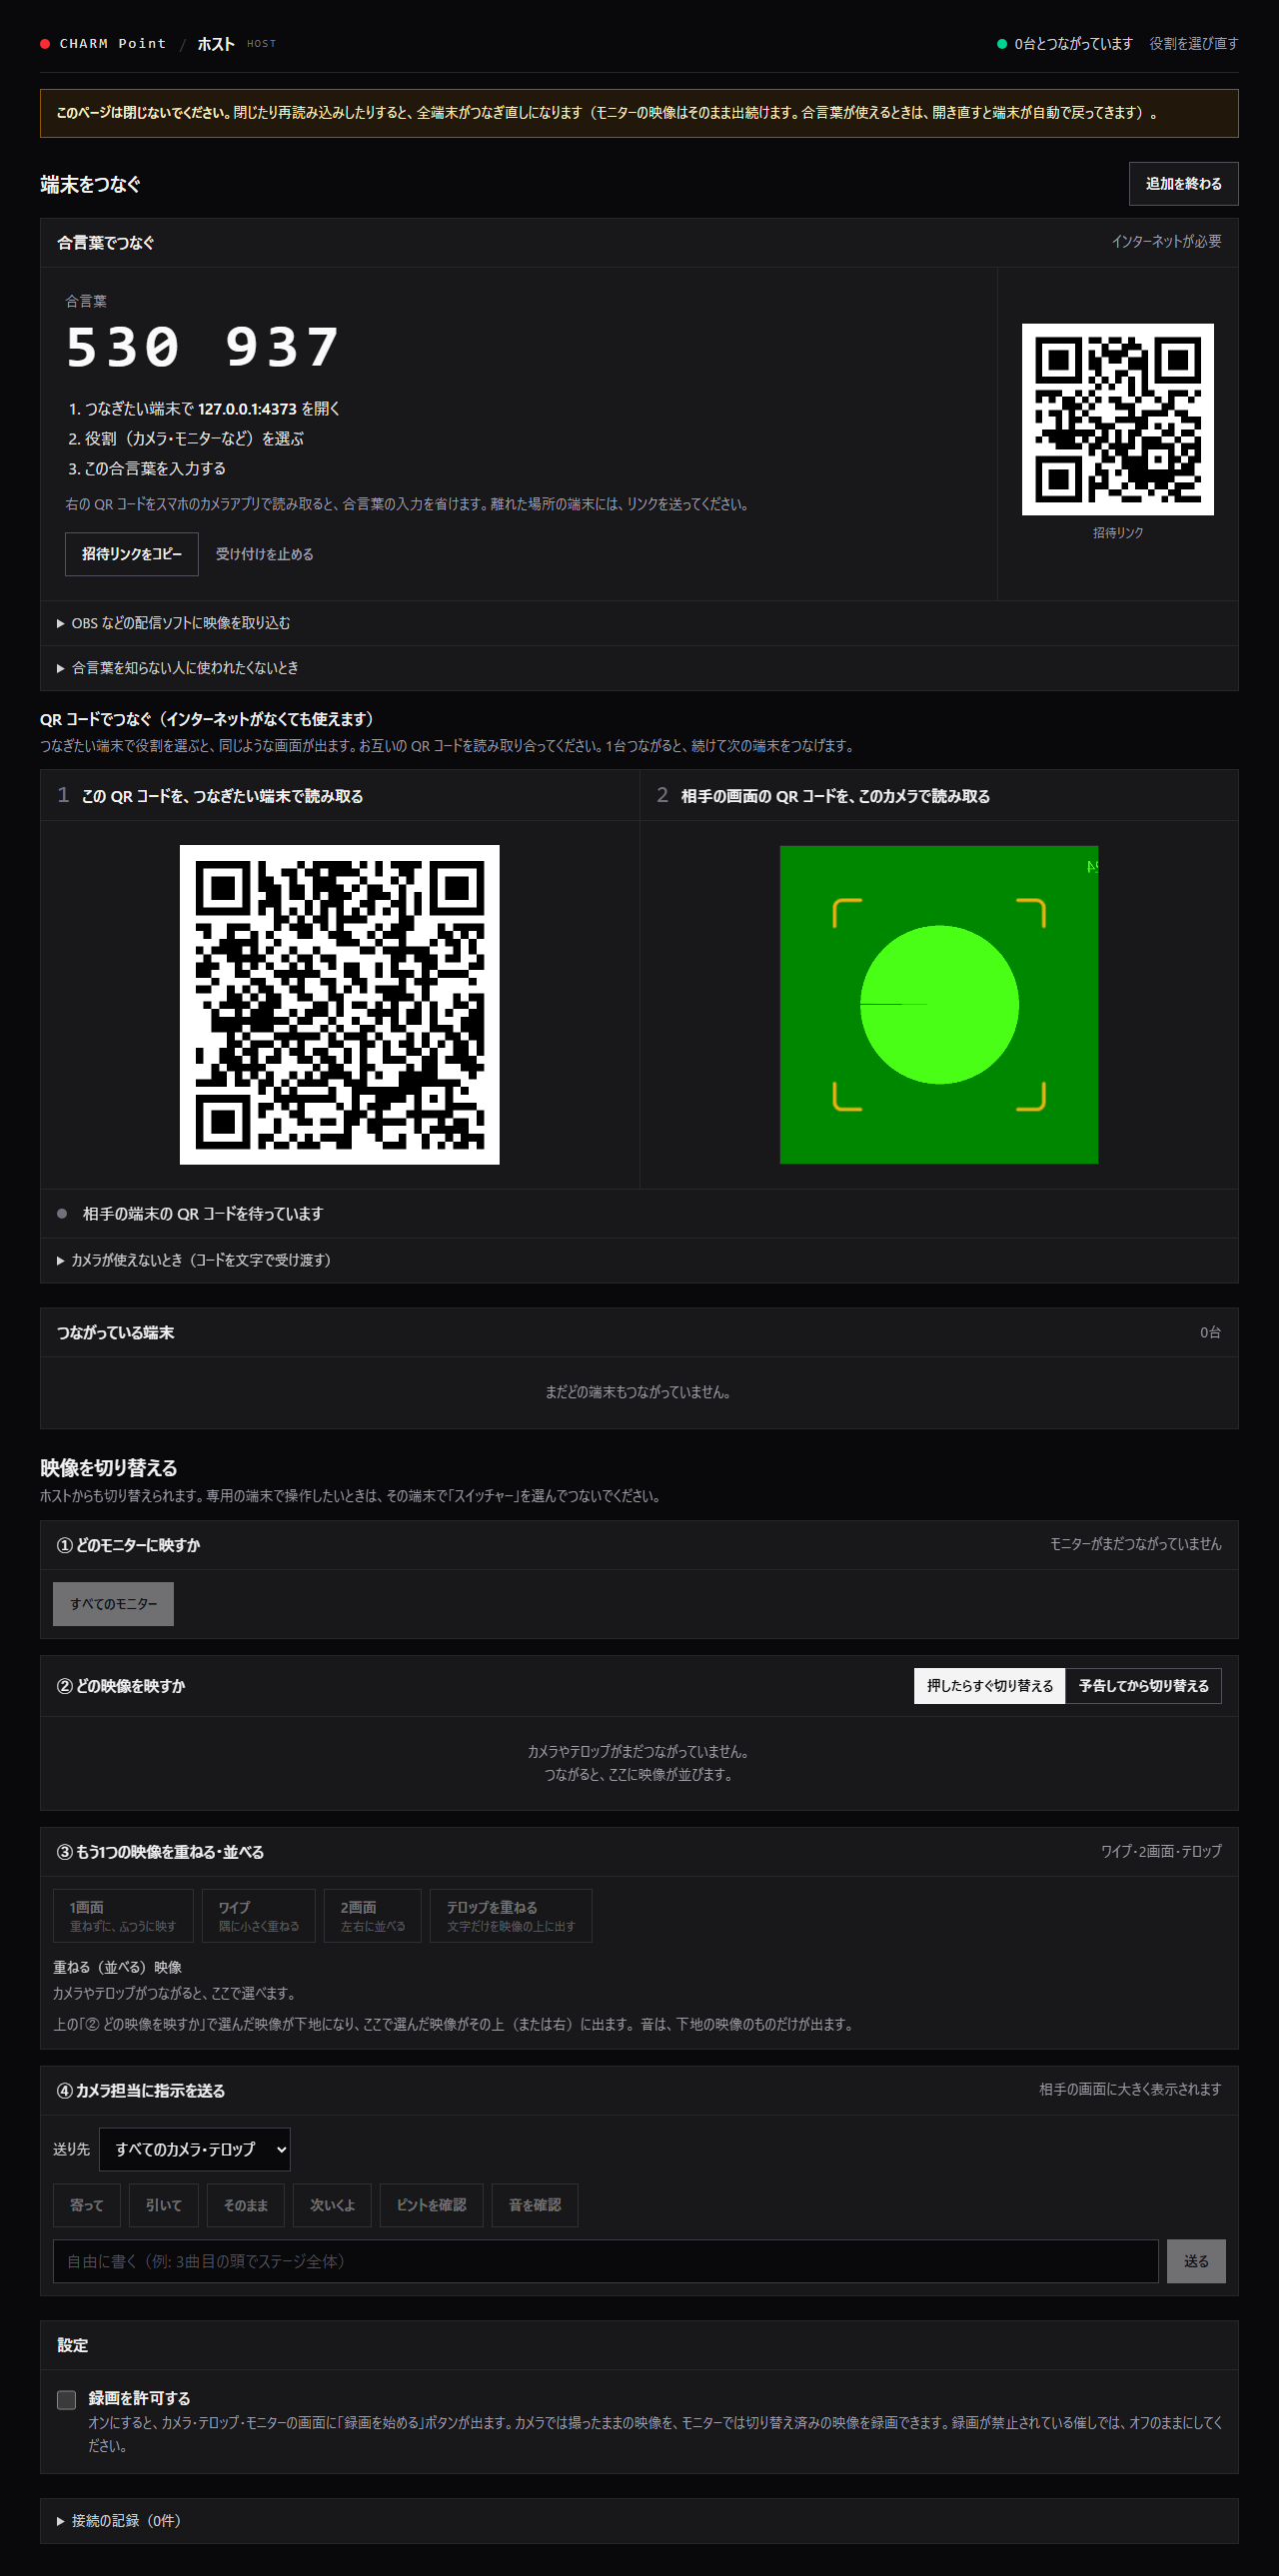 CHARM Point / ホスト HOST
0台とつながっています 役割を選び直す
このページは閉じないでください。閉じたり再読み込みしたりすると、全端末がつなぎ直しになります（モニターの映像はそのまま出続けます。合言葉が使えるときは、開き直すと端末が自動で戻ってきます）。
端末をつなぐ
追加を終わる
合言葉でつなぐ
インターネットが必要
合言葉
530 937
1. つなぎたい端末で 127.0.0.1:4373 を開く
2. 役割（カメラ・モニターなど）を選ぶ
3. この合言葉を入力する
右の QR コードをスマホのカメラアプリで読み取ると、合言葉の入力を省けます。離れた場所の端末には、リンクを送ってください。
招待リンクをコピー 受け付けを止める
招待リンク
▶ OBS などの配信ソフトに映像を取り込む
▶ 合言葉を知らない人に使われたくないとき
QR コードでつなぐ（インターネットがなくても使えます）
つなぎたい端末で役割を選ぶと、同じような画面が出ます。お互いの QR コードを読み取り合ってください。1台つながると、続けて次の端末をつなげます。
1 この QR コードを、つなぎたい端末で読み取る
2 相手の画面の QR コードを、このカメラで読み取る
相手の端末の QR コードを待っています
▶ カメラが使えないとき（コードを文字で受け渡す）
つながっている端末
0台
まだどの端末もつながっていません。
映像を切り替える
ホストからも切り替えられます。専用の端末で操作したいときは、その端末で「スイッチャー」を選んでつないでください。
① どのモニターに映すか
モニターがまだつながっていません
すべてのモニター
② どの映像を映すか
押したらすぐ切り替える 予告してから切り替える
カメラやテロップがまだつながっていません。
つながると、ここに映像が並びます。
③ もう1つの映像を重ねる・並べる
ワイプ・2画面・テロップ
1画面 ワイプ 2画面 テロップを重ねる
重ねずに、ふつうに映す 隅に小さく重ねる 左右に並べる 文字だけを映像の上に出す
重ねる（並べる）映像
カメラやテロップがつながると、ここで選べます。
上の「② どの映像を映すか」で選んだ映像が下地になり、ここで選んだ映像がその上（または右）に出ます。音は、下地の映像のものだけが出ます。
④ カメラ担当に指示を送る
相手の画面に大きく表示されます
送り先 すべてのカメラ・テロップ
寄って 引いて そのまま 次いくよ ピントを確認 音を確認
自由に書く（例: 3曲目の頭でステージ全体） 送る
設定
録画を許可する
オンにすると、カメラ・テロップ・モニターの画面に「録画を始める」ボタンが出ます。カメラでは撮ったままの映像を、モニターでは切り替え済みの映像を録画できます。録画が禁止されている催しでは、オフのままにしてく
ださい。
▶ 接続の記録（0件）